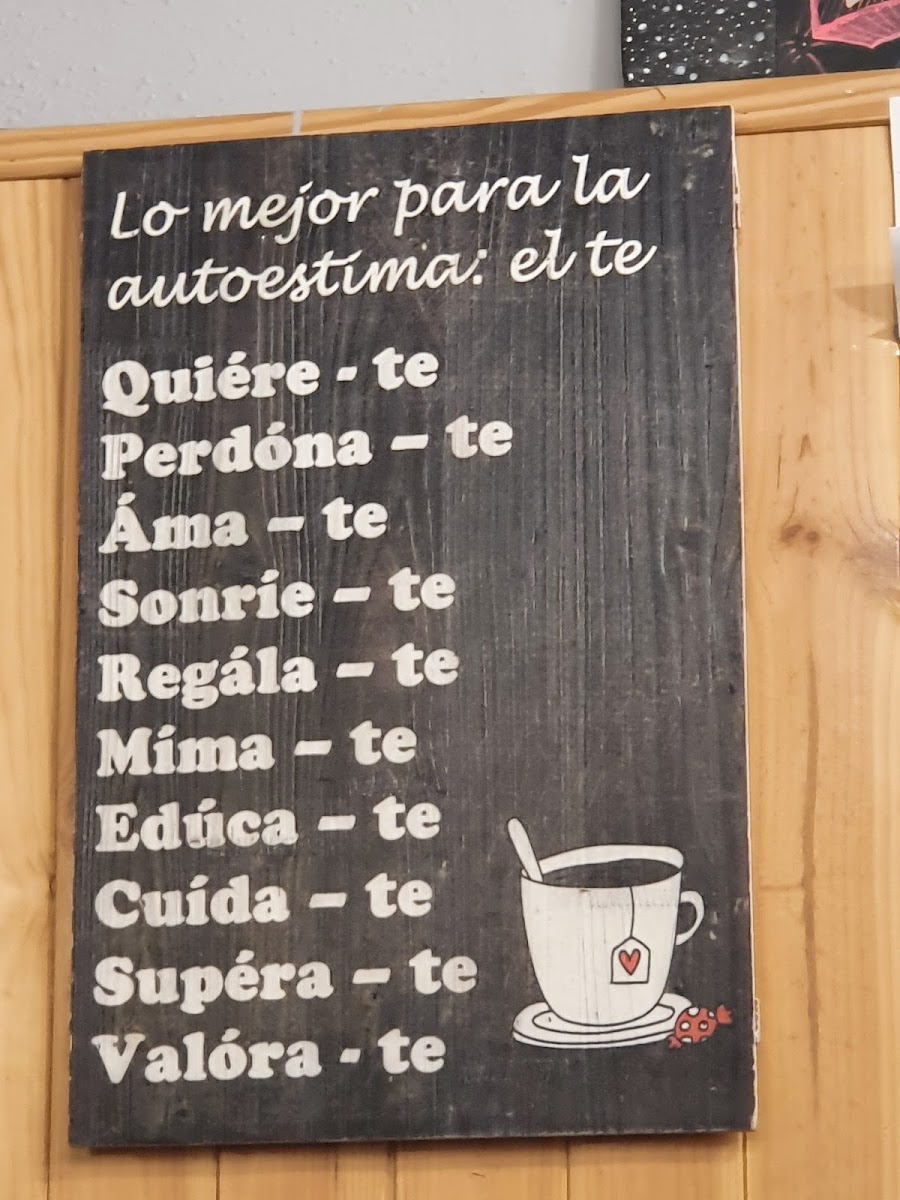 Lo mejor para la
autoestima: el te
Quiére - te
Perdóna – te
Áma – te
Sonríe – te
Regála – te
Míma – te
Edúca – te
Cuída – te
Supéra – te
Valóra - te